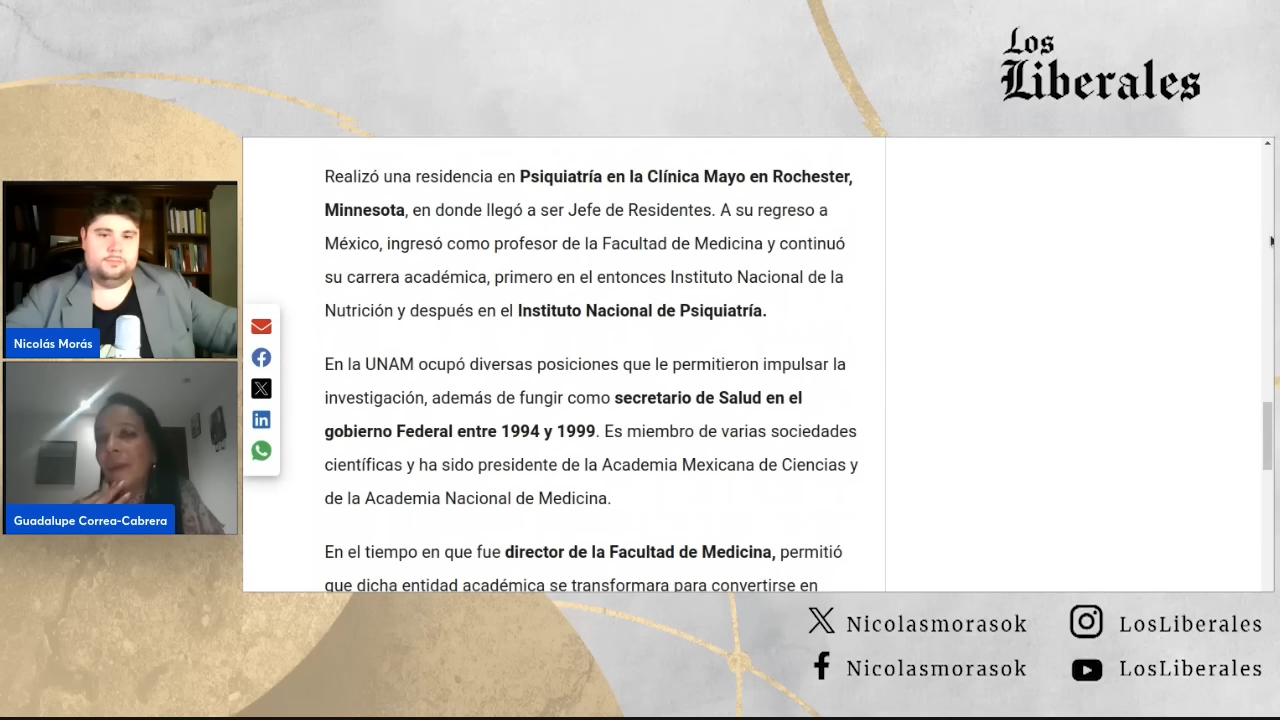 Los
Liberales
Realizó una residencia en Psiquiatría en la Clínica Mayo en Rochester,
Minnesota, en donde llegó a ser Jefe de Residentes. A su regreso a
México, ingresó como profesor de la Facultad de Medicina y continuó
su carrera académica, primero en el entonces Instituto Nacional de la
Nutrición y después en el Instituto Nacional de Psiquiatría.
En la UNAM ocupó diversas posiciones que le permitieron impulsar la
investigación, además de fungir como secretario de Salud en el
gobierno Federal entre 1994 y 1999. Es miembro de varias sociedades
científicas y ha sido presidente de la Academia Mexicana de Ciencias y
de la Academia Nacional de Medicina.
En el tiempo en que fue director de la Facultad de Medicina, permitió
que dicha entidad académica se transformara para convertirse en
Nicolás Morás
Guadalupe Correa-Cabrera
Nicolasmorasok
LosLiberales
Nicolasmorasok
LosLiberales